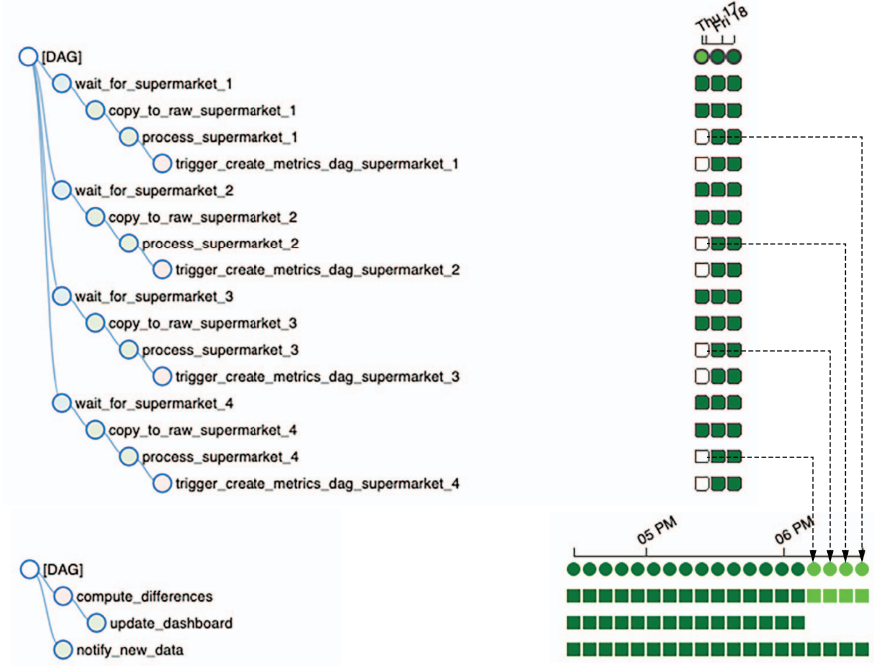 Thu 17
Fri 18
[DAG]
wait_for_supermarket_1
copy_to_raw_supermarket_1
process_supermarket_1
trigger_create_metrics_dag_supermarket_1
wait_for_supermarket_2
copy_to_raw_supermarket_2
process_supermarket_2
trigger_create_metrics_dag_supermarket_2
wait_for_supermarket_3
copy_to_raw_supermarket_3
process_supermarket_3
trigger_create_metrics_dag_supermarket_3
wait_for_supermarket_4
copy_to_raw_supermarket_4
process_supermarket_4
trigger_create_metrics_dag_supermarket_4
05 PM
06 PM
[DAG]
compute_differences
update_dashboard
notify_new_data